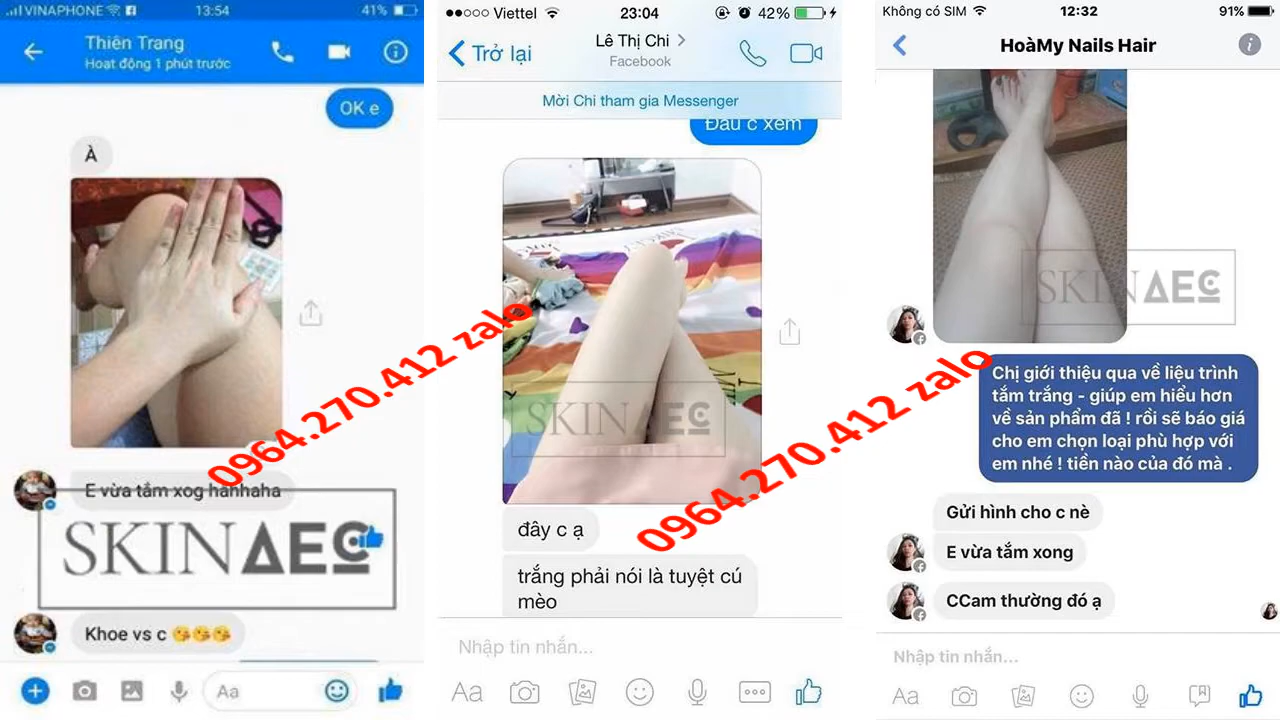 VINAPHONE
13:54
41%
Thiên Trang
Hoạt động 1 phút trước
OK e
À
E vừa tắm xog hahhaha
SKINAEC
Khoe vs c 😘😘😘
Aa
Viettel
23:04
42%
Trở lại
Lê Thị Chi
Facebook
Mời Chi tham gia Messenger
Đâu c xem
SKINAEC
đây c ạ
trắng phải nói là tuyệt cú
mèo
Nhập tin nhắn...
Aa
Không có SIM
12:32
91%
HoàMy Nails Hair
SKINAEC
Chị giới thiệu qua về liệu trình
tắm trắng - giúp em hiểu hơn
về sản phẩm đã ! rồi sẽ báo giá
cho em chọn loại phù hợp với
em nhé ! tiền nào của đó mà .
Gửi hình cho c nè
E vừa tắm xong
CCam thường đó ạ
Nhập tin nhắn...
Aa
0964.270.412 zalo
0964.270.412 zalo